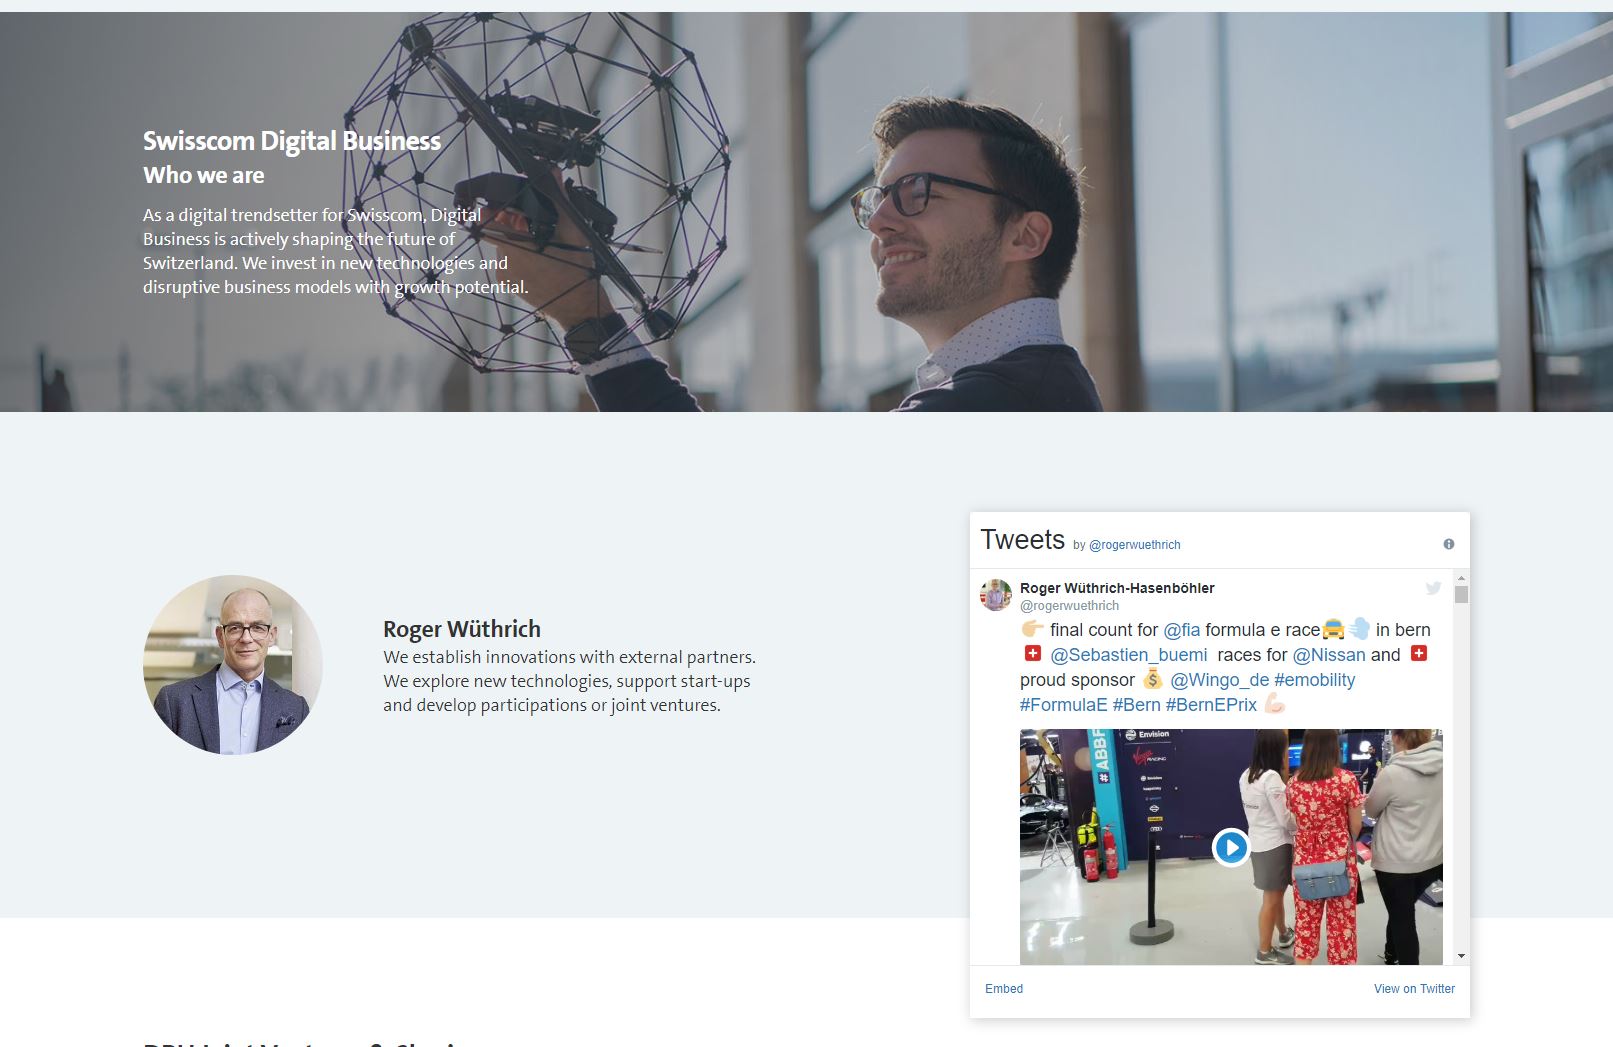 Swisscom Digital Business
Who we are
As a digital trendsetter for Swisscom, Digital
Business is actively shaping the future of
Switzerland. We invest in new technologies and
disruptive business models with growth potential.
Roger Wüthrich
We establish innovations with external partners.
We explore new technologies, support start-ups
and develop participations or joint ventures.
Tweets by @rogerwuethrich
Roger Wüthrich-Hasenböhler
@rogerwuethrich
👉 final count for @fia formula e race🚖💨 in bern
🇨🇭 @Sebastien_buemi races for @Nissan and 🇨🇭
proud sponsor 💰 @Wingo_de #emobility
#FormulaE #Bern #BernEPrix 💪🏻
#ABBF
Envision
Virgin
RACING
Embed
View on Twitter